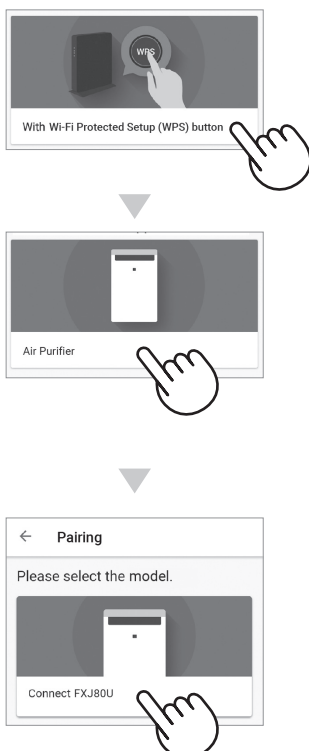 WPS
With Wi-Fi Protected Setup (WPS) button
Air Purifier
Pairing
Please select the model.
Connect FXJ80U